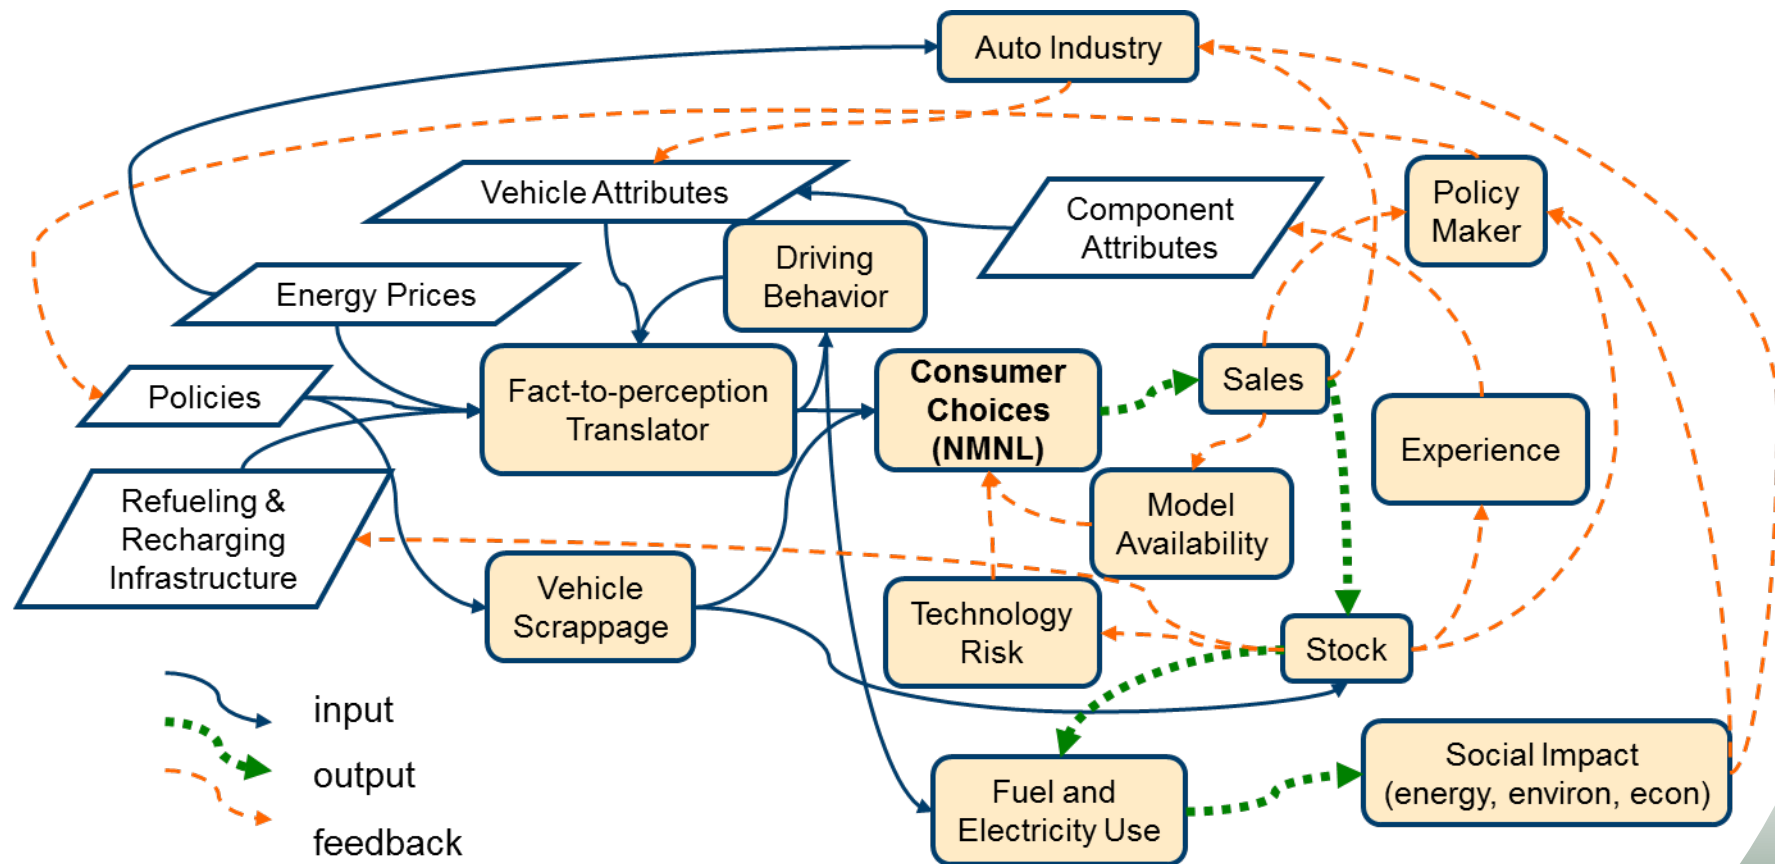 Auto Industry
Vehicle Attributes
Component
Attributes
Policy
Maker
Driving
Behavior
Energy Prices
Policies
Fact-to-perception
Translator
Consumer
Choices
(NMNL)
Sales
Experience
Refueling &
Recharging
Infrastructure
Model
Availability
Vehicle
Scrappage
Technology
Risk
Stock
input
output
feedback
Fuel and
Electricity Use
Social Impact
(energy, environ, econ)